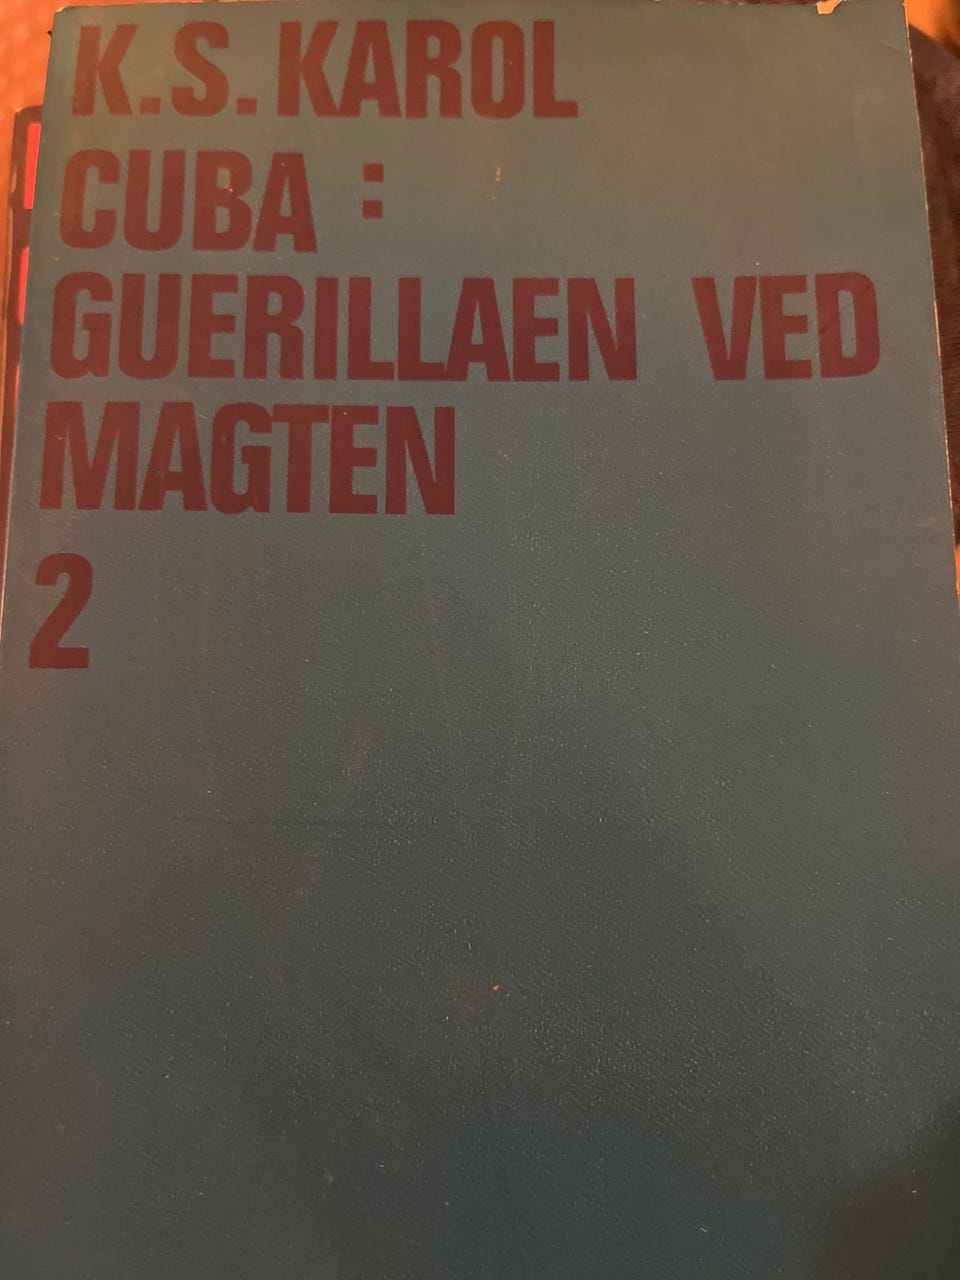 K.S. KAROL
CUBA :
GUERILLAEN VED
MAGTEN
2